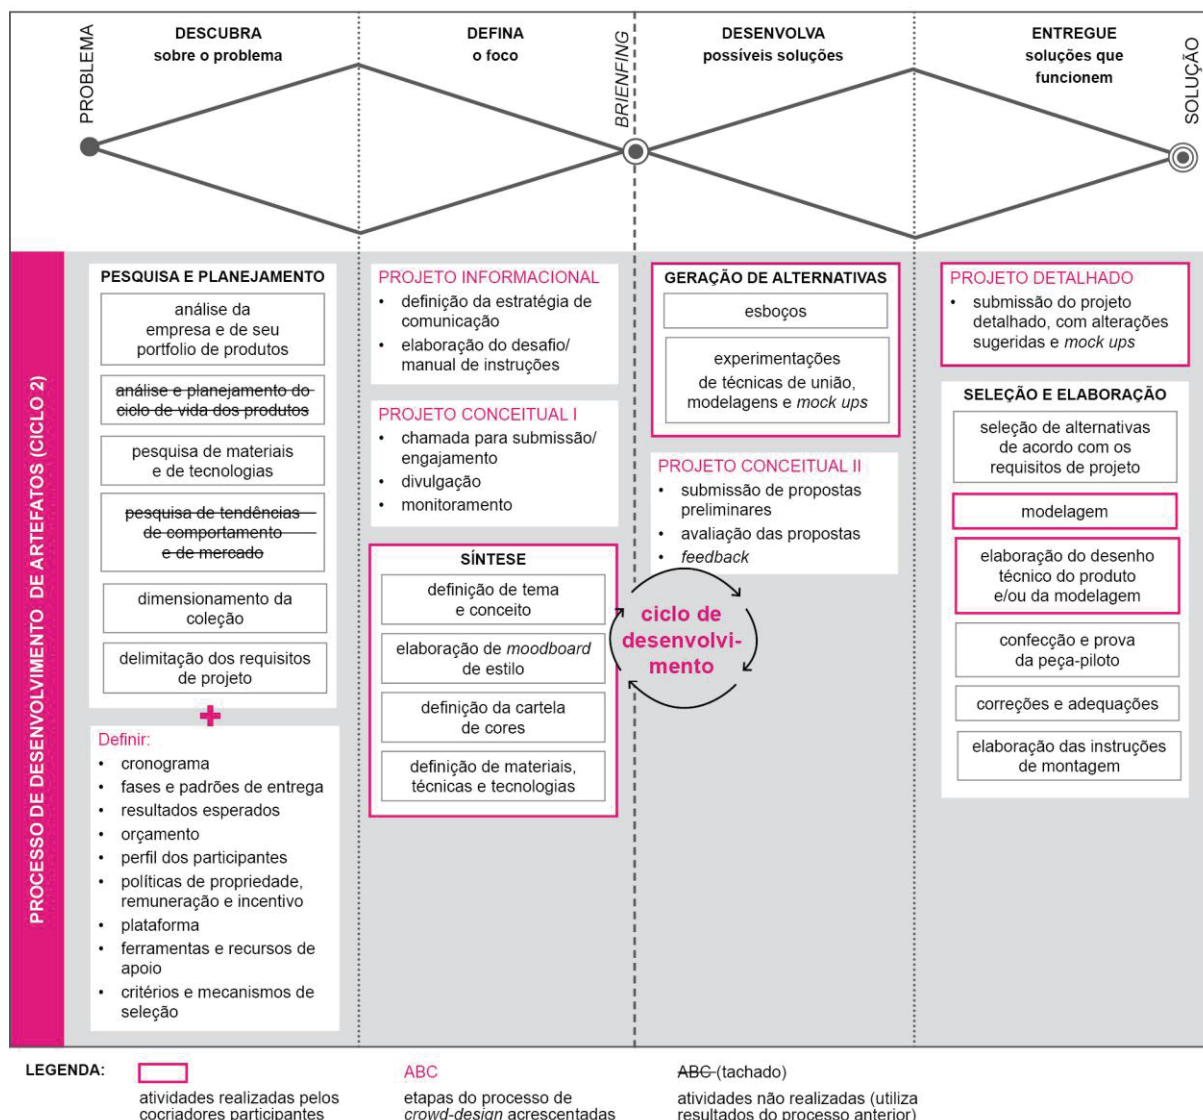 DESCUBRA
sobre o problema
DEFINA
o foco
DESENVOLVA
possíveis soluções
ENTREGUE
soluções que
funcionem
PROBLEMA
BRIENFING
SOLUÇÃO
PROCESSO DE DESENVOLVIMENTO DE ARTEFATOS (CICLO 2)
PESQUISA E PLANEJAMENTO
análise da
empresa e de seu
portfolio de produtos
análise e planejamento do
ciclo de vida dos produtos
pesquisa de materiais
e de tecnologias
pesquisa de tendências
de comportamento
e de mercado
dimensionamento da
coleção
delimitação dos requisitos
de projeto
+
Definir:
• cronograma
• fases e padrões de entrega
• resultados esperados
• orçamento
• perfil dos participantes
• políticas de propriedade,
remuneração e incentivo
• plataforma
• ferramentas e recursos de
apoio
• critérios e mecanismos de
seleção
PROJETO INFORMACIONAL
• definição da estratégia de
comunicação
• elaboração do desafio/
manual de instruções
PROJETO CONCEITUAL I
• chamada para submissão/
engajamento
• divulgação
• monitoramento
SÍNTESE
definição de tema
e conceito
elaboração de moodboard
de estilo
definição da cartela
de cores
definição de materiais,
técnicas e tecnologias
GERAÇÃO DE ALTERNATIVAS
esboços
experimentações
de técnicas de união,
modelagens e mock ups
PROJETO CONCEITUAL II
• submissão de propostas
preliminares
• avaliação das propostas
• feedback
ciclo de
desenvolvi-
mento
PROJETO DETALHADO
• submissão do projeto
detalhado, com alterações
sugeridas e mock ups
SELEÇÃO E ELABORAÇÃO
seleção de alternativas
de acordo com os
requisitos de projeto
modelagem
elaboração do desenho
técnico do produto
e/ou da modelagem
confecção e prova
da peça-piloto
correções e adequações
elaboração das instruções
de montagem
LEGENDA:
atividades realizadas pelos
cocriadores participantes
ABC
etapas do processo de
crowd-design acrescentadas
ABC (tachado)
atividades não realizadas (utiliza
resultados do processo anterior)